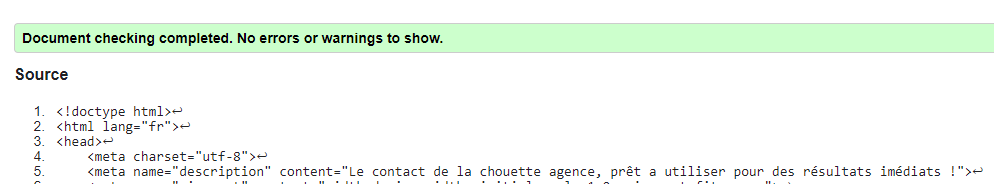 Document checking completed. No errors or warnings to show.
Source
1. <!doctype html>↩
2. <html lang="fr">↩
3. <head>↩
4. <meta charset="utf-8">↩
5. <meta name="description" content="Le contact de la chouette agence, prêt a utiliser pour des résultats imédiats !">↩